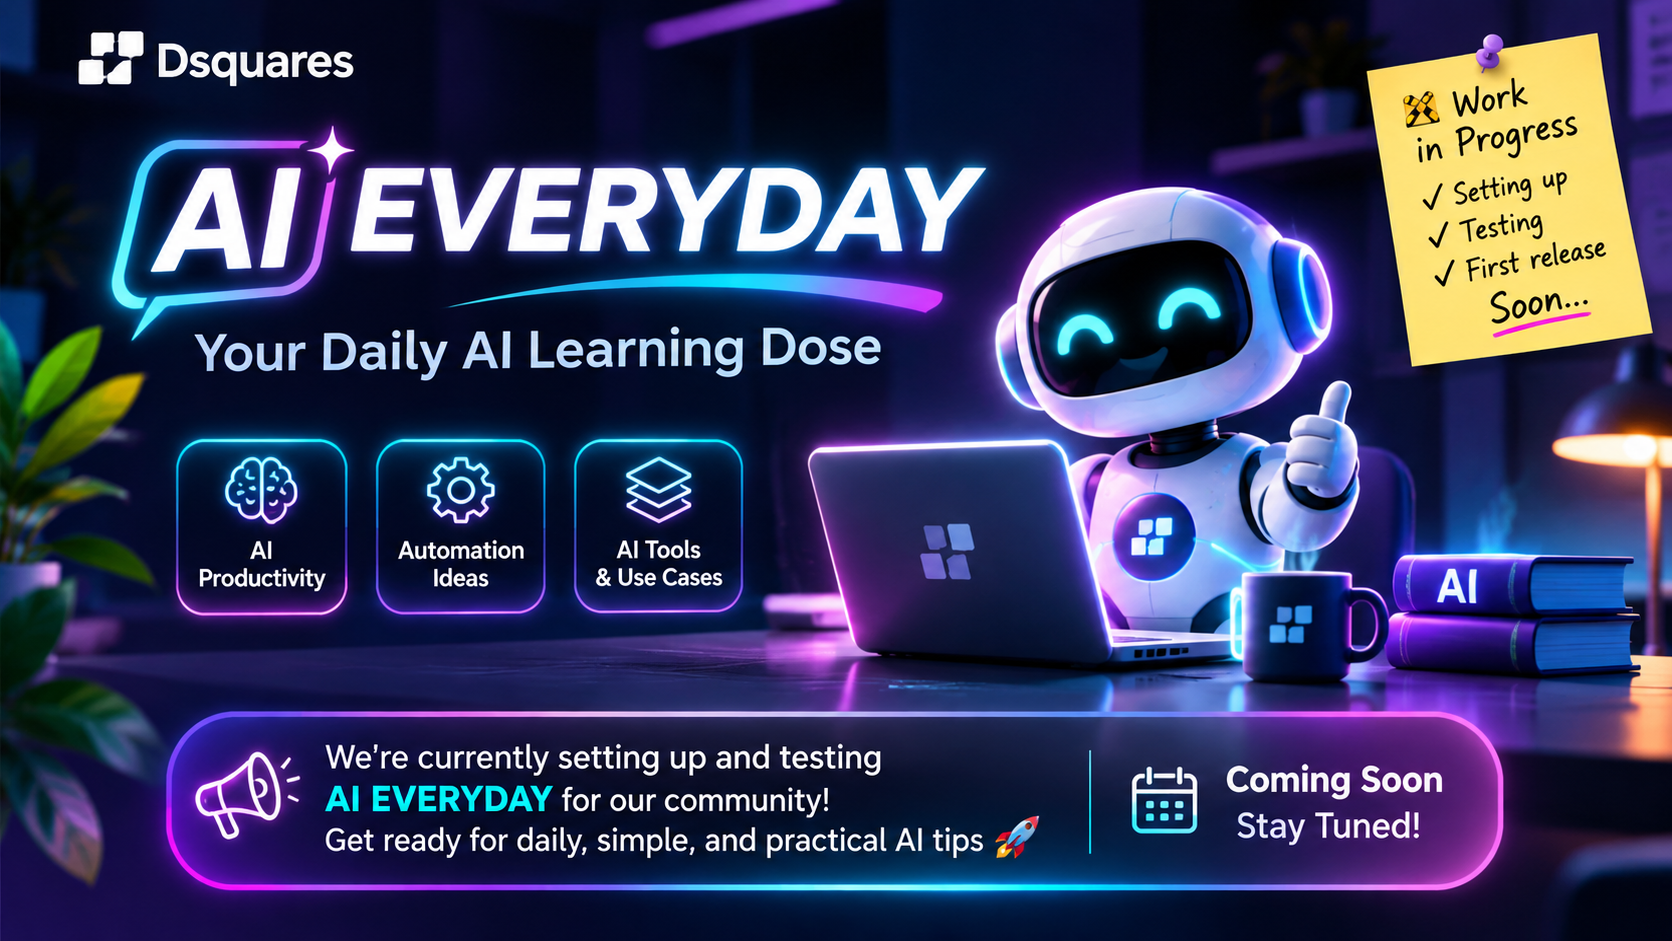 Dsquares
AI EVERYDAY
Your Daily AI Learning Dose
AI
Productivity
Automation
Ideas
AI Tools
& Use Cases
Work
in Progress
✓ Setting up
✓ Testing
✓ First release
Soon...
AI
We're currently setting up and testing
AI EVERYDAY for our community!
Get ready for daily, simple, and practical AI tips 🚀
Coming Soon
Stay Tuned!